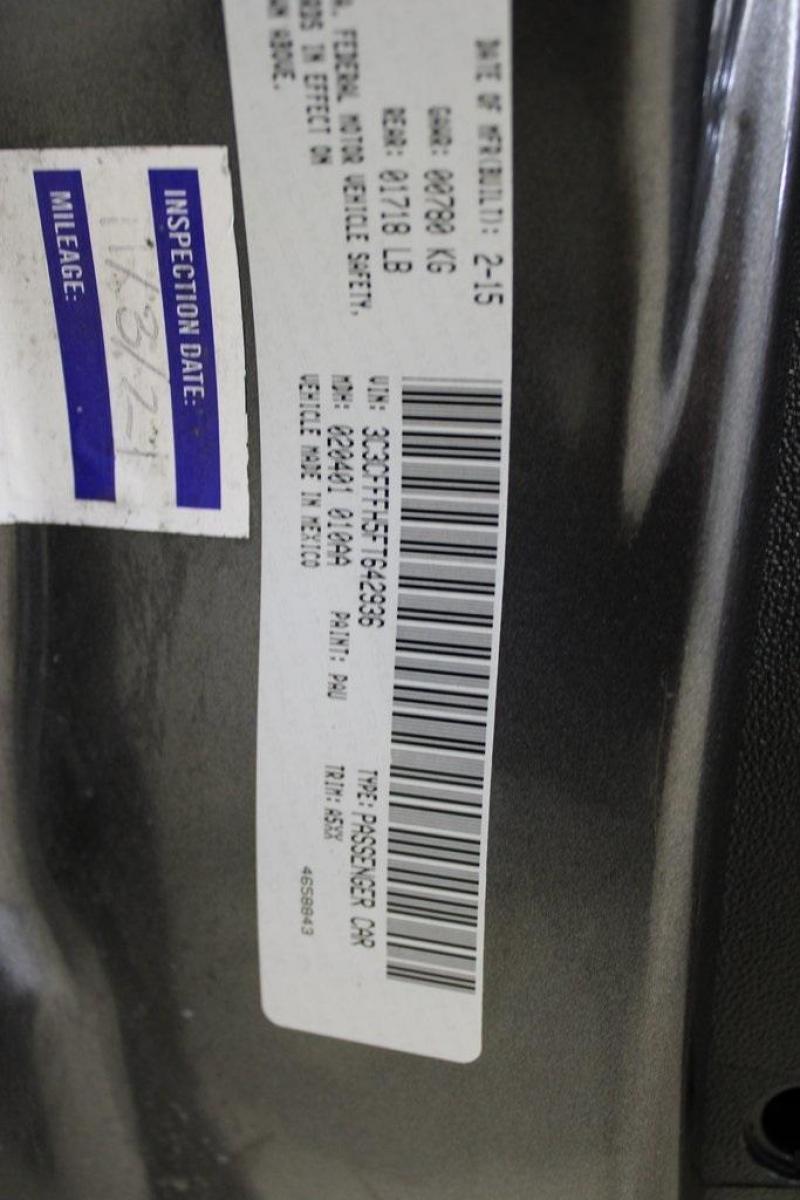 DATE OF MFR(BUILT): 2-15
GAWR: 00780 KG
REAR: 01718 LB
FEDERAL MOTOR VEHICLE SAFETY,
IN EFFECT ON
ABOVE.
VIN: 3C3CFFFH5FT642936
TYPE: PASSENGER CAR
MDH: 020401 010AA
PAINT: PAU
TRIM: A5XX
VEHICLE MADE IN MEXICO
4658843
INSPECTION DATE:
MILEAGE: